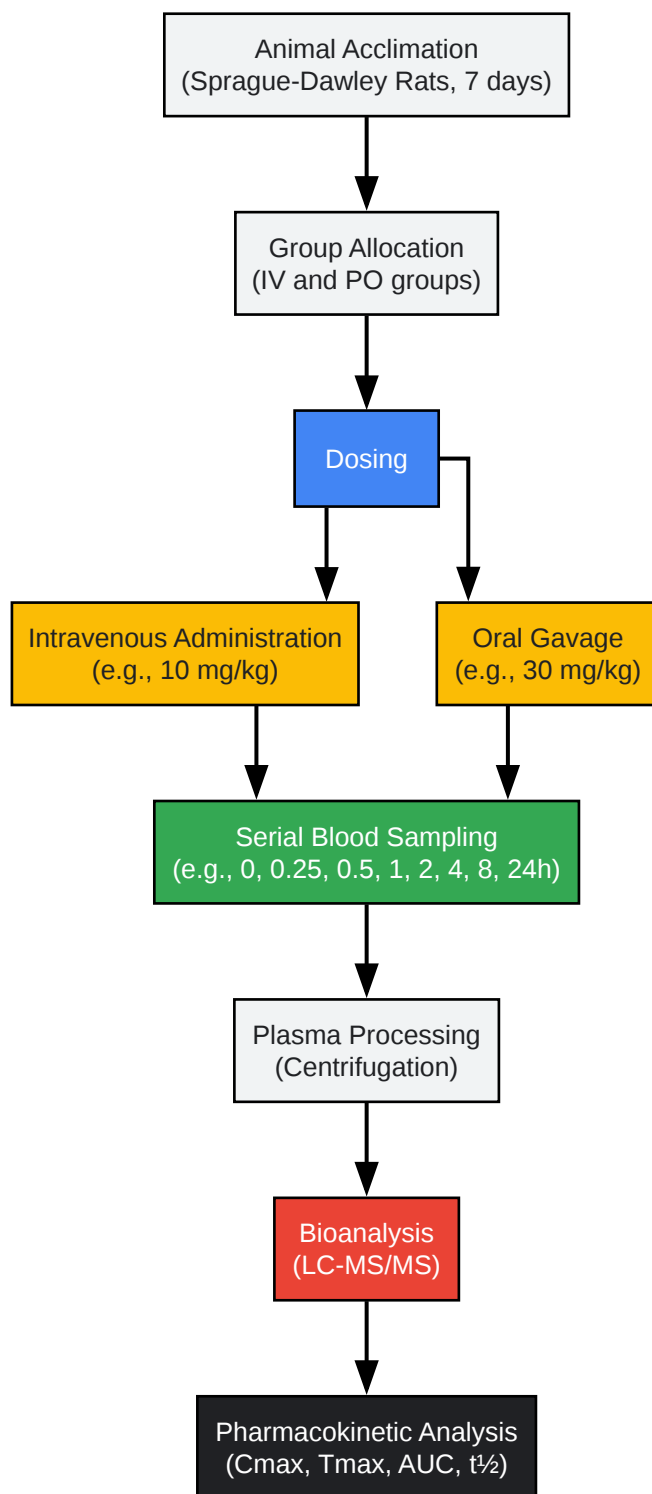 Animal Acclimation
(Sprague-Dawley Rats, 7 days)
Group Allocation
(IV and PO groups)
Dosing
Intravenous Administration
(e.g., 10 mg/kg)
Oral Gavage
(e.g., 30 mg/kg)
Serial Blood Sampling
(e.g., 0, 0.25, 0.5, 1, 2, 4, 8, 24h)
Plasma Processing
(Centrifugation)
Bioanalysis
(LC-MS/MS)
Pharmacokinetic Analysis
(Cmax, Tmax, AUC, t½)